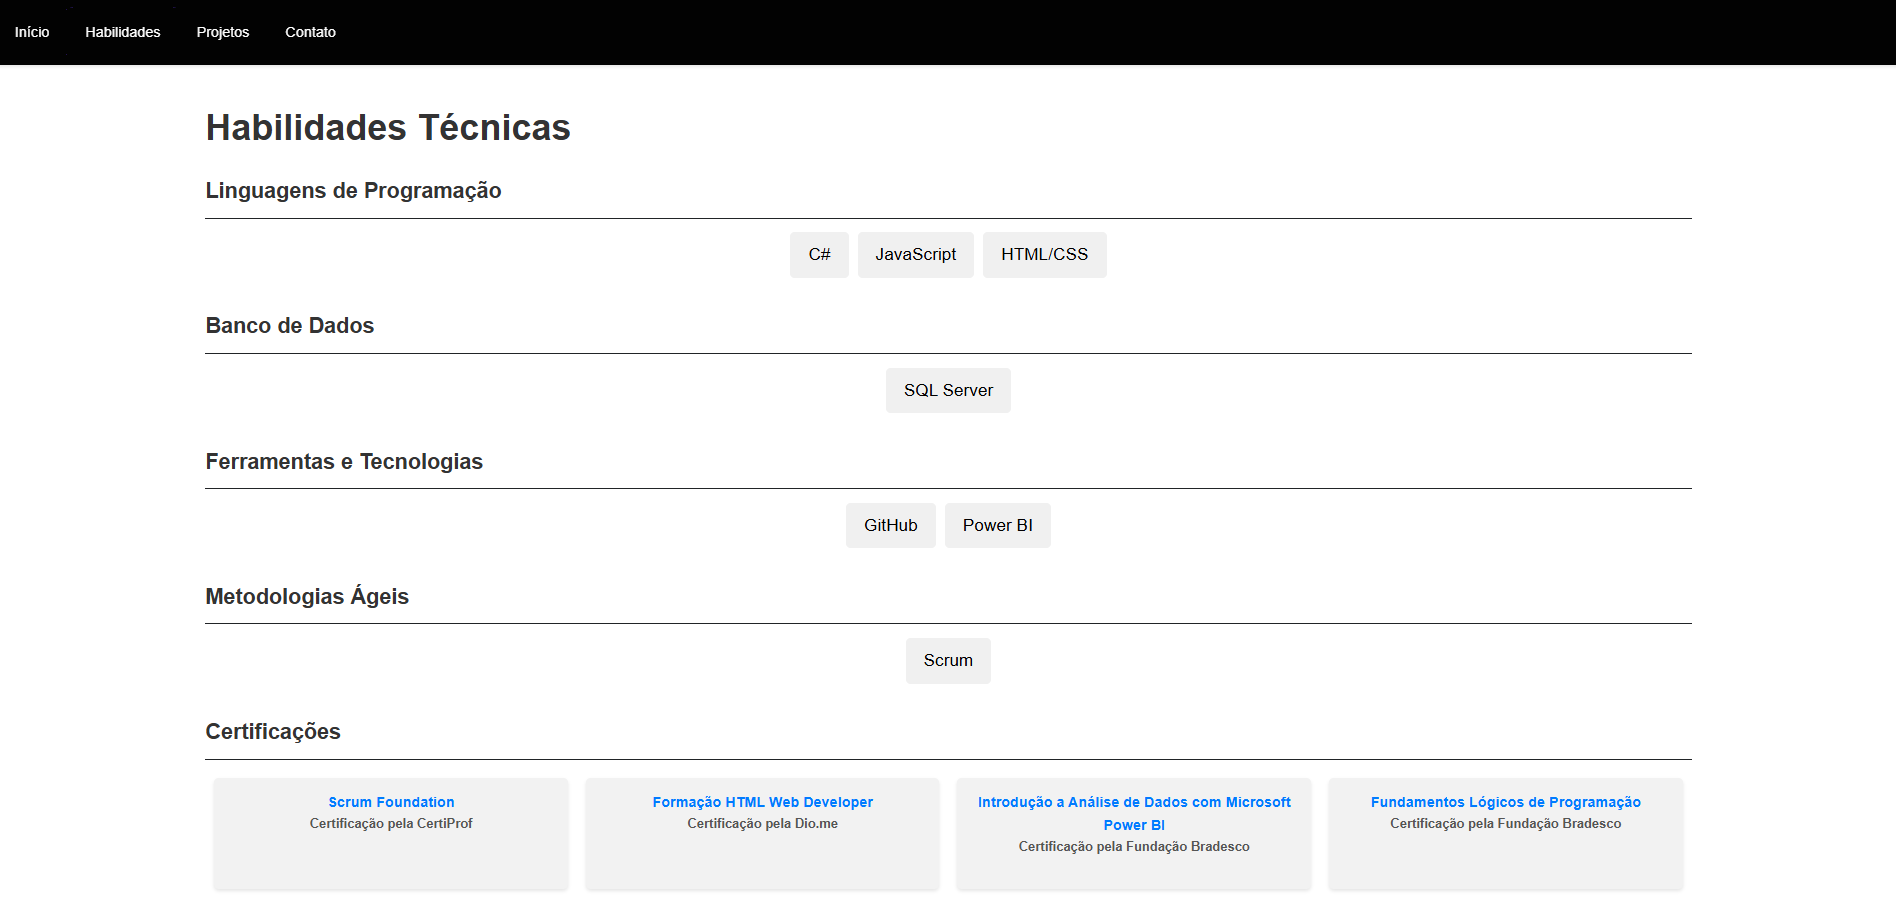 Início Habilidades Projetos Contato
Habilidades Técnicas
Linguagens de Programação
C# JavaScript HTML/CSS
Banco de Dados
SQL Server
Ferramentas e Tecnologias
GitHub Power BI
Metodologias Ágeis
Scrum
Certificações
Scrum Foundation
Certificação pela CertiProf
Formação HTML Web Developer
Certificação pela Dio.me
Introdução a Análise de Dados com Microsoft
Power BI
Certificação pela Fundação Bradesco
Fundamentos Lógicos de Programação
Certificação pela Fundação Bradesco